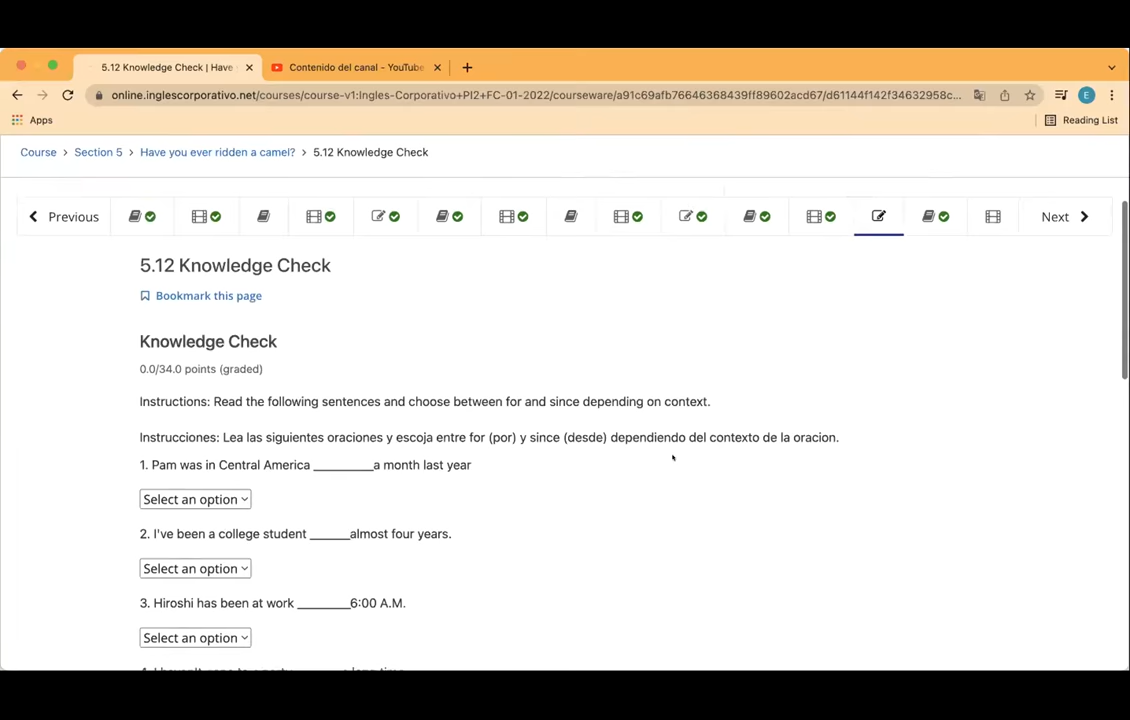 5.12 Knowledge Check | Have
Contenido del canal - YouTube
online.inglescorporativo.net/courses/course-v1:Ingles-Corporativo+PI2+FC-01-2022/courseware/a91c69afb76646368439ff89602acd67/d61144f142f34632958c...
Apps
Reading List
Course > Section 5 > Have you ever ridden a camel? > 5.12 Knowledge Check
Previous
Next
5.12 Knowledge Check
Bookmark this page
Knowledge Check
0.0/34.0 points (graded)
Instructions: Read the following sentences and choose between for and since depending on context.
Instrucciones: Lea las siguientes oraciones y escoja entre for (por) y since (desde) dependiendo del contexto de la oracion.
1. Pam was in Central America __________a month last year
Select an option
2. I've been a college student ______almost four years.
Select an option
3. Hiroshi has been at work ________6:00 A.M.
Select an option